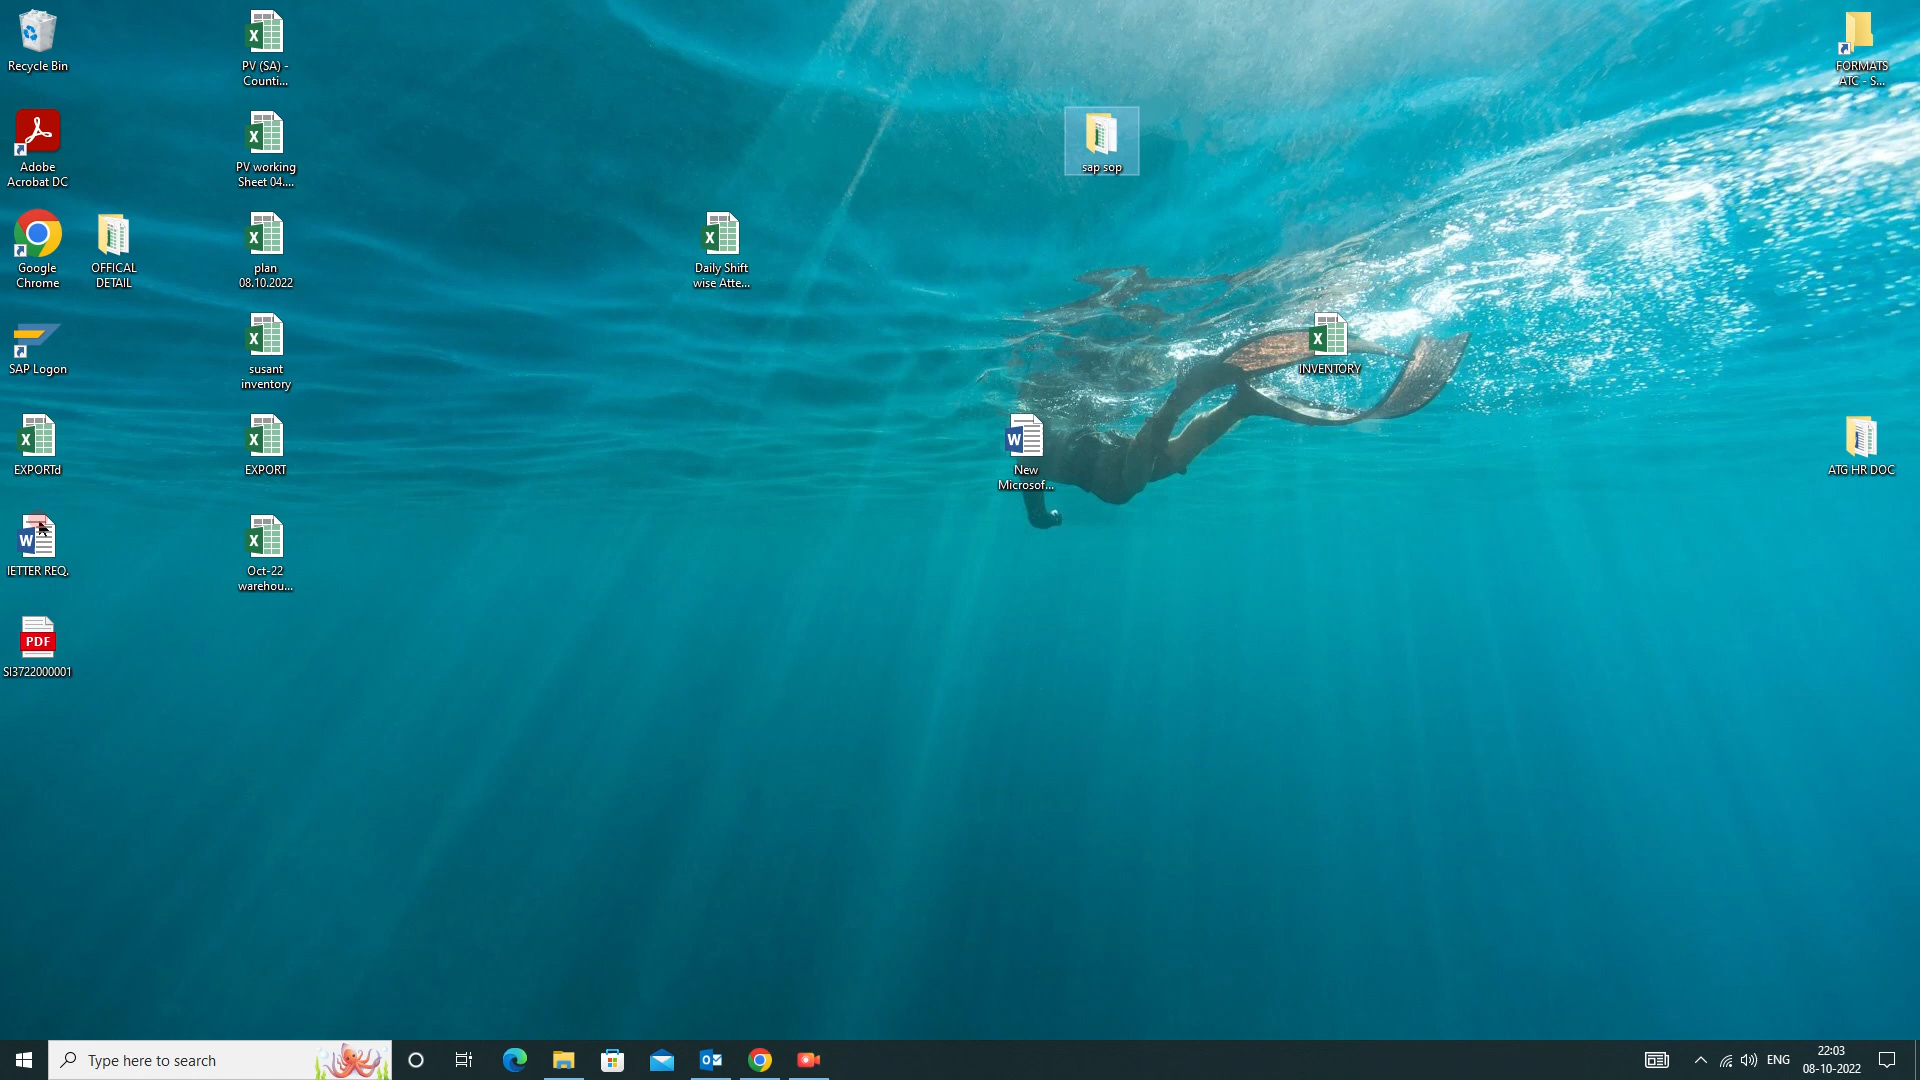 Recycle Bin
PV (SA) -
Counti...
FORMATS
ATC - S...
Adobe
Acrobat DC
PV working
Sheet 04....
sap sop
Google
Chrome
OFFICAL
DETAIL
plan
08.10.2022
Daily Shift
wise Atte...
SAP Logon
susant
inventory
INVENTORY
EXPORTd
EXPORT
New
Microsof...
ATG HR DOC
lETTER REQ.
Oct-22
warehou...
PDF
SI3722000001
Type here to search
ENG
22:03
08-10-2022